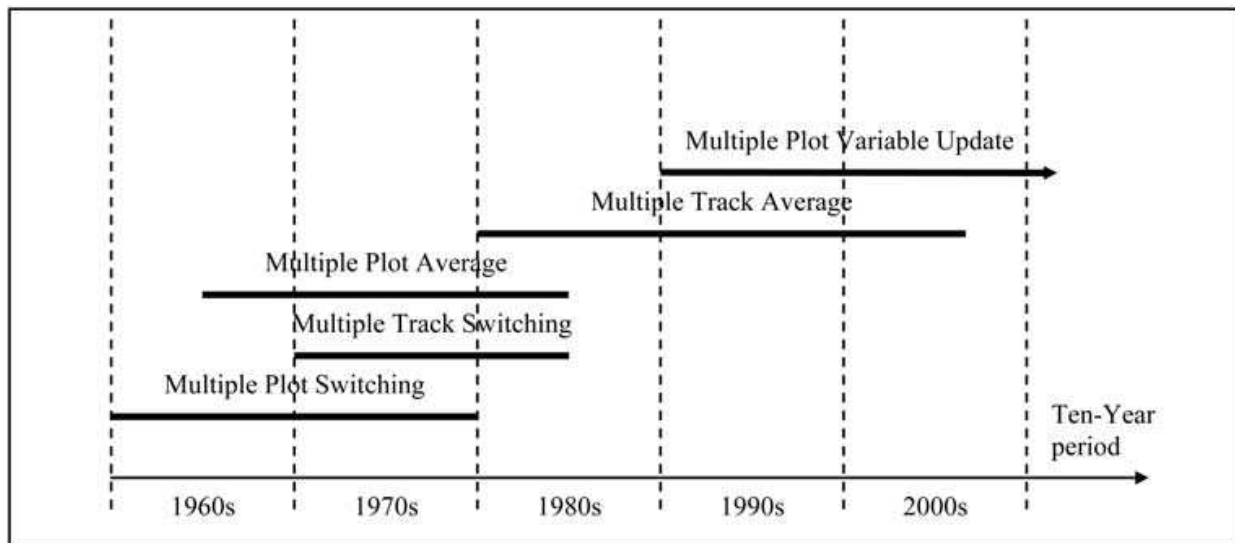 Multiple Plot Variable Update
Multiple Track Average
Multiple Plot Average
Multiple Track Switching
Multiple Plot Switching
Ten-Year
period
1960s 1970s 1980s 1990s 2000s